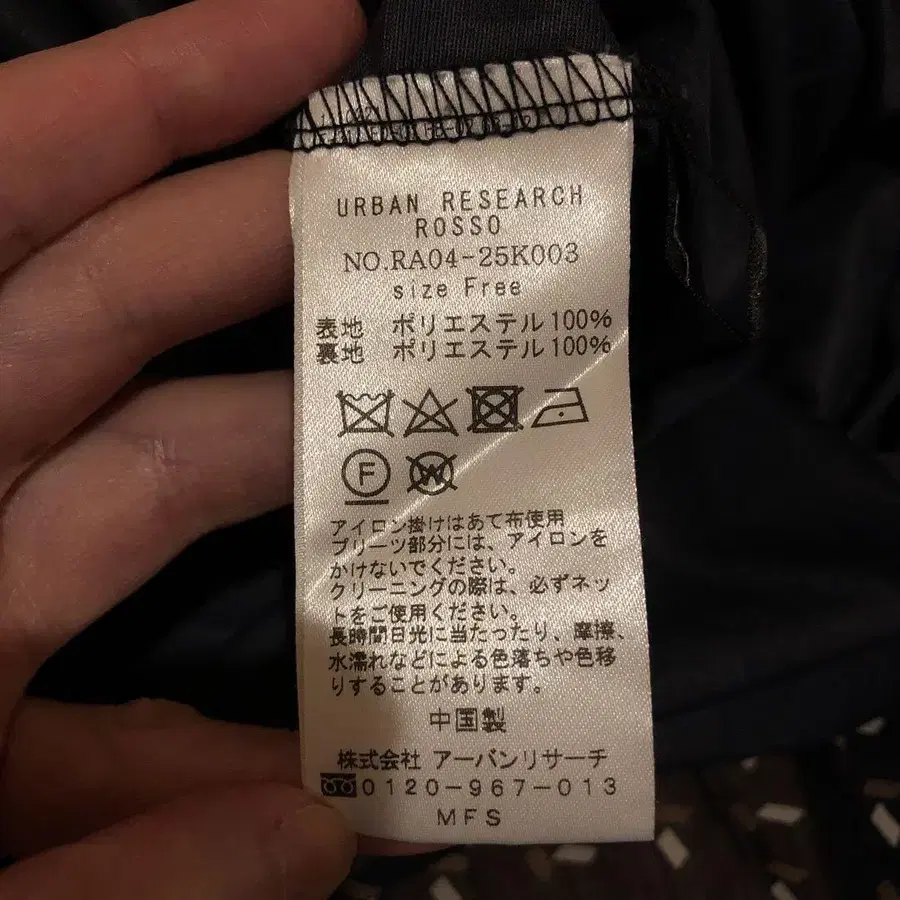 URBAN RESEARCH
ROSSO
NO.RA04-25K003
size Free
表地 ポリエステル100%
裏地 ポリエステル100%
F
W
アイロン掛けはあて布使用
プリーツ部分には、アイロンを
かけないでください。
クリーニングの際は、必ずネッ
トをご使用ください。
長時間日光に当たったり、摩擦、
水濡れなどによる色落ちや色移
りすることがあります。
中国製
株式会社 アーバンリサーチ
0120-967-013
MFS